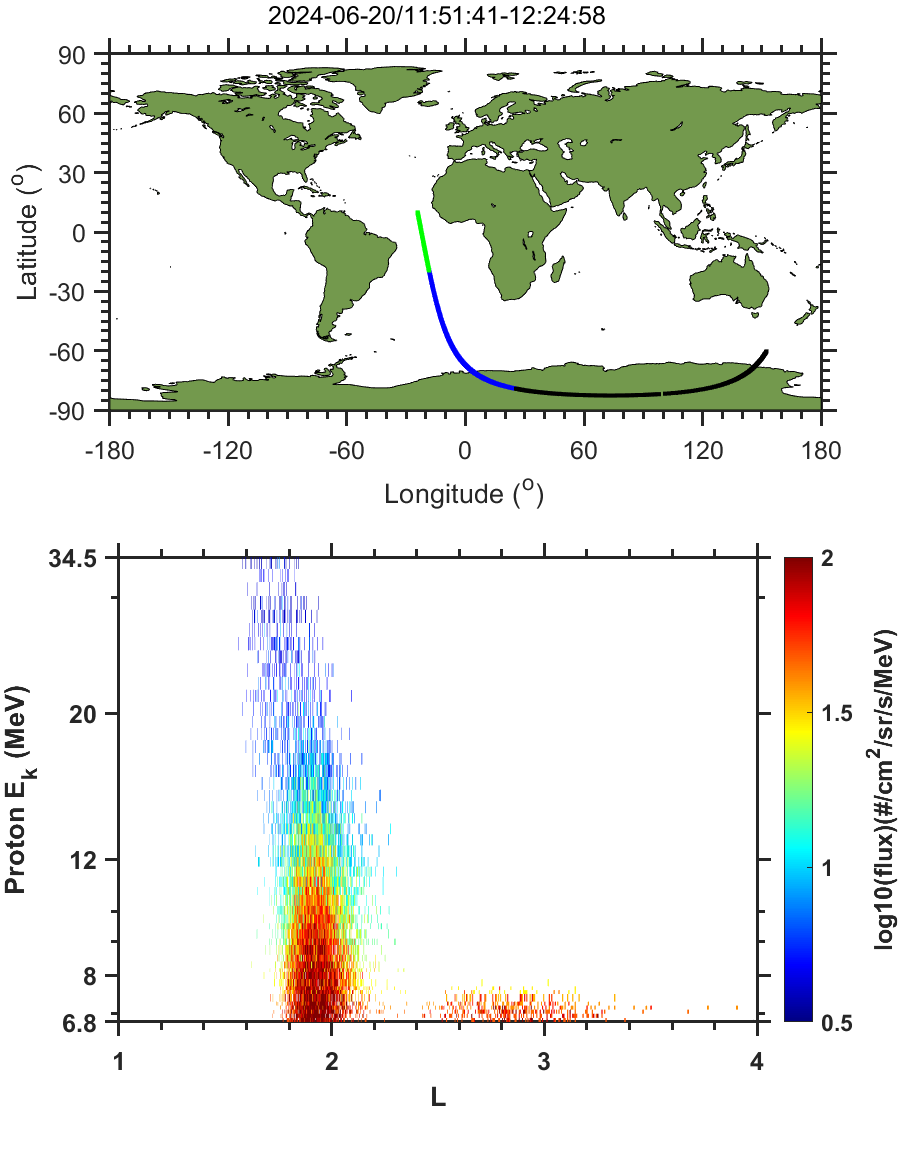 2024-06-20/11:51:41-12:24:58
90
60
30
0
-30
-60
-90
Latitude (°)
-180 -120 -60 0 60 120 180
Longitude (°)
34.5
20
12
8
6.8
Proton Eₖ (MeV)
1 2 3 4
L
2
1.5
1
0.5
log10(flux)(#/cm²/sr/s/MeV)